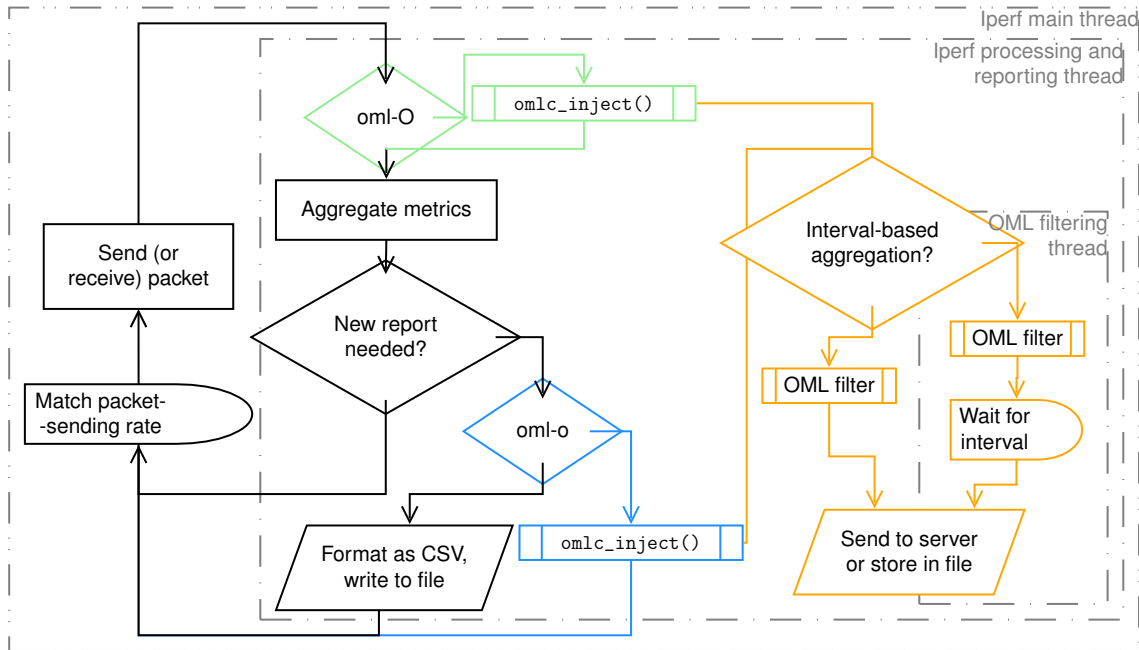 Iperf main thread
Iperf processing and
reporting thread
oml-O
omlc_inject()
Aggregate metrics
Send (or
receive) packet
Interval-based
aggregation?
OML filtering
thread
New report
needed?
OML filter
OML filter
Match packet-
-sending rate
oml-o
Wait for
interval
Format as CSV,
write to file
omlc_inject()
Send to server
or store in file